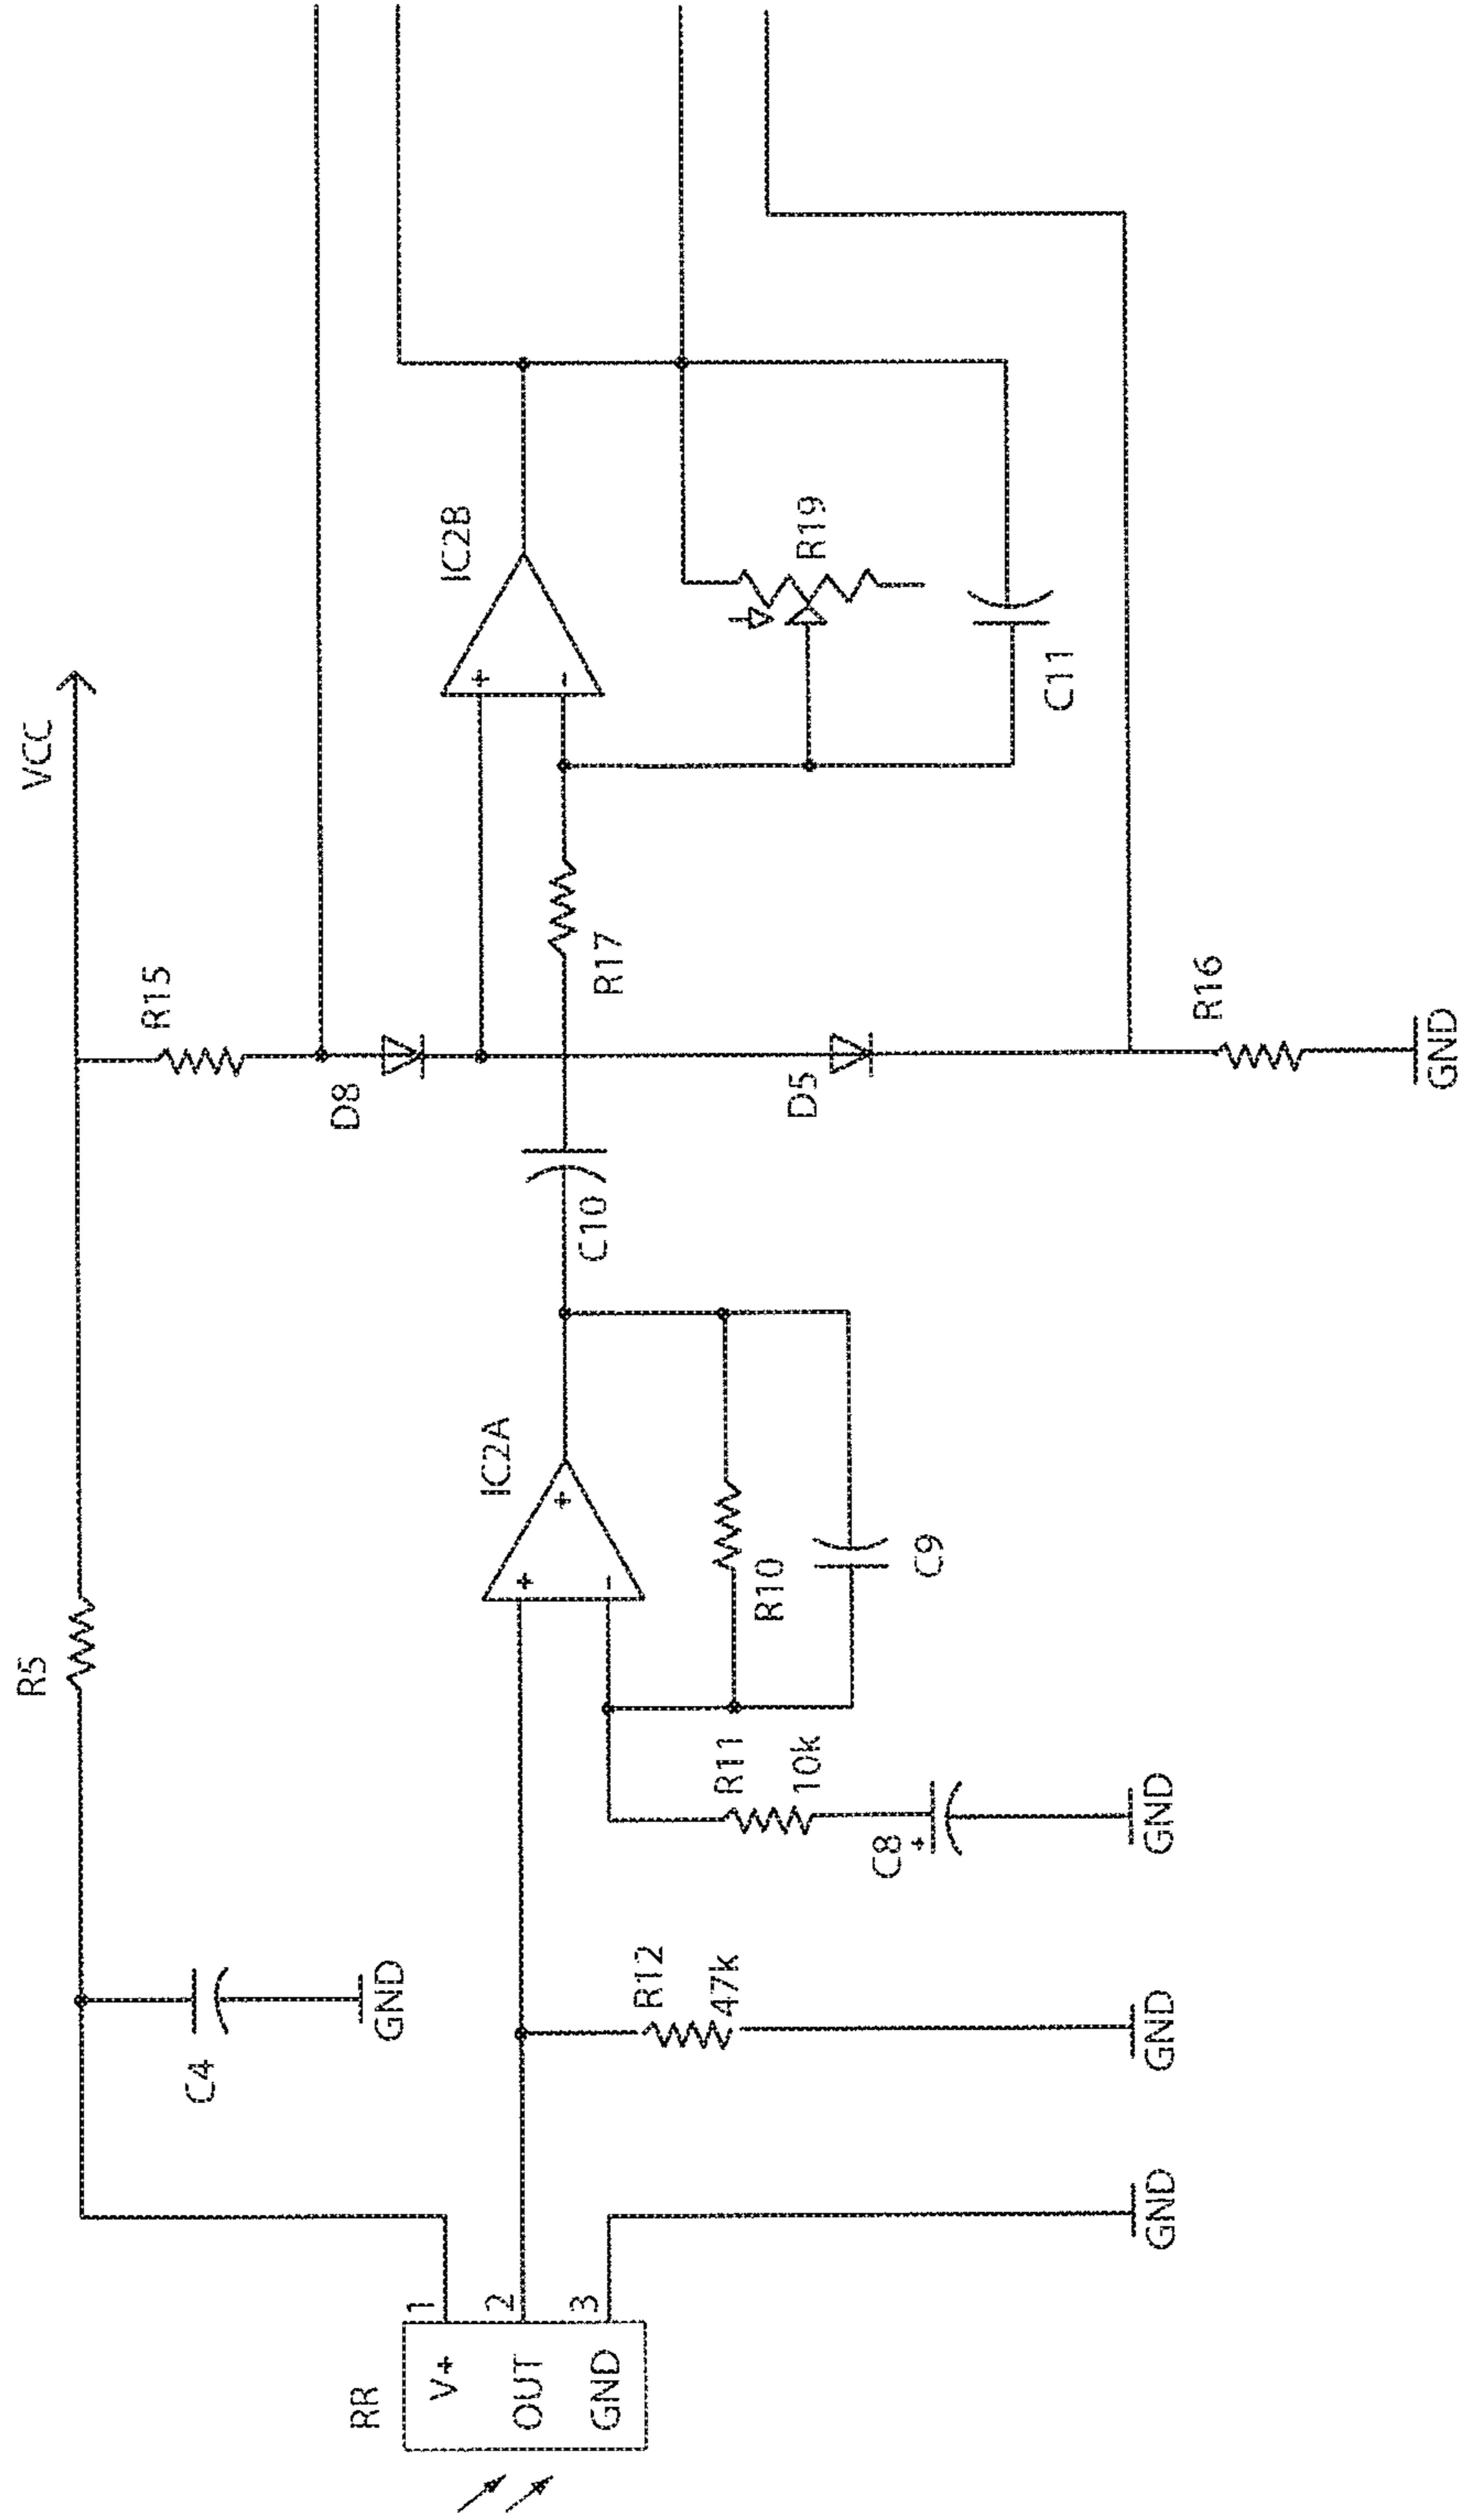 VCC
R5
R15
C4
GND
D8
IC2B
IC2A
+
-
+
+
-
R17
C10
R19
D5
C11
R16
GND
R10
C9
R11
10k
C8
+
GND
R12
47k
GND
GND
RR
V+
1
OUT
2
GND
3